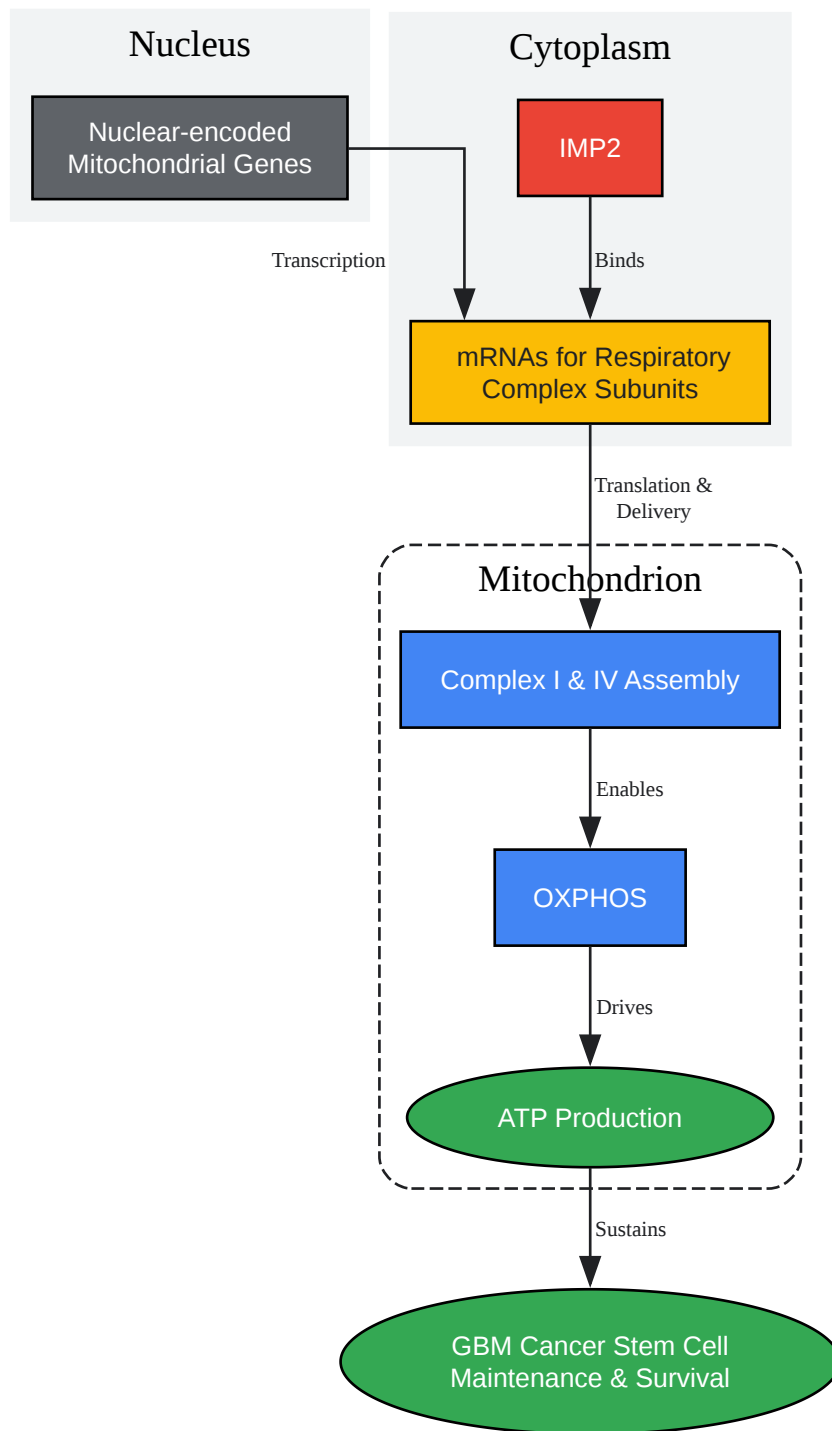 Nucleus
Cytoplasm
Nuclear-encoded
Mitochondrial Genes
IMP2
Transcription
Binds
mRNAs for Respiratory
Complex Subunits
Translation &
Delivery
Mitochondrion
Complex I & IV Assembly
Enables
OXPHOS
Drives
ATP Production
Sustains
GBM Cancer Stem Cell
Maintenance & Survival